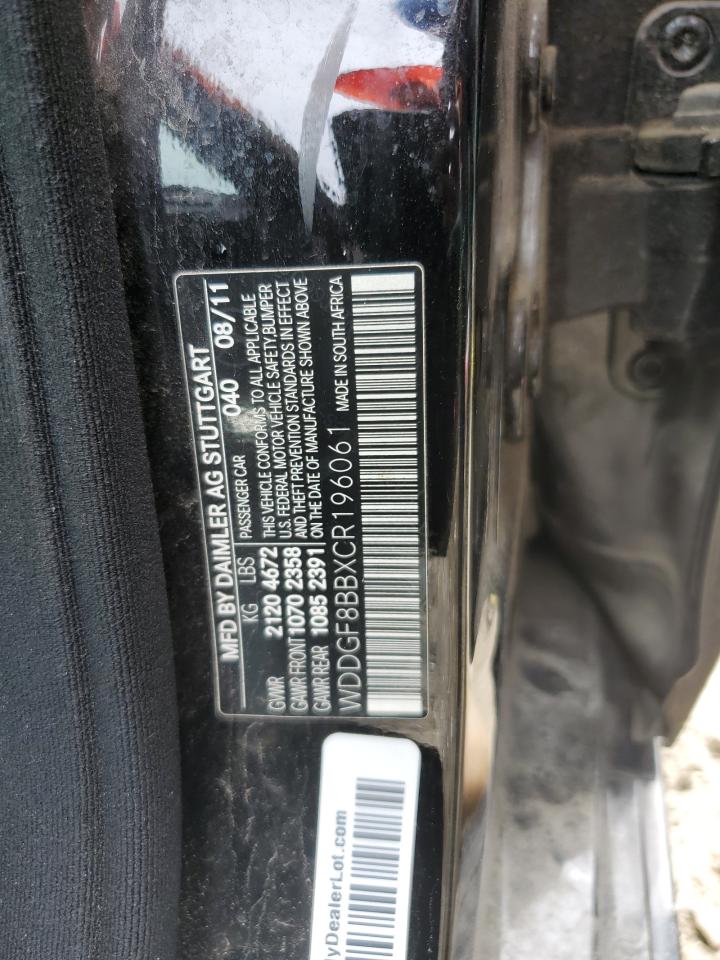 MFD BY DAIMLER AG STUTTGART
040 08/11
KG LBS PASSENGER CAR
GVWR 2120 4672
GAWR FRONT 1070 2358
GAWR REAR 1085 2391
THIS VEHICLE CONFORMS TO ALL APPLICABLE
U.S. FEDERAL MOTOR VEHICLE SAFETY, BUMPER
AND THEFT PREVENTION STANDARDS IN EFFECT
ON THE DATE OF MANUFACTURE SHOWN ABOVE
WDDGF8BBXCR196061 MADE IN SOUTH AFRICA
yDealerLot.com